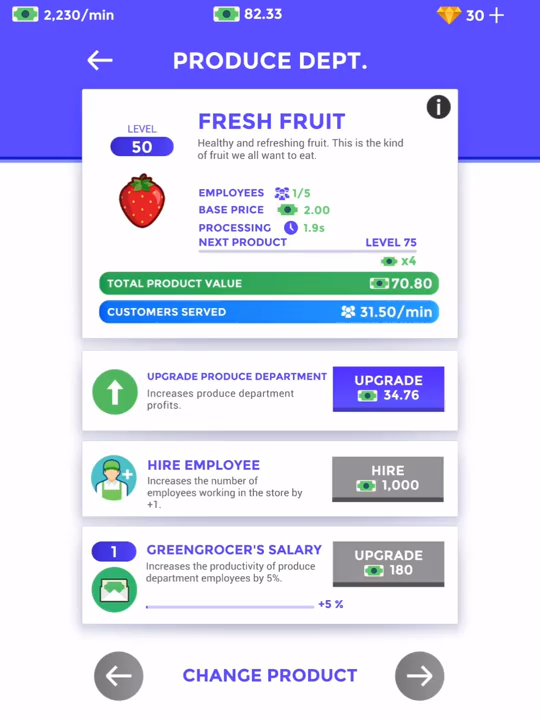 2,230/min
82.33
30 +
PRODUCE DEPT.
i
LEVEL
50
FRESH FRUIT
Healthy and refreshing fruit. This is the kind
of fruit we all want to eat.
EMPLOYEES 1/5
BASE PRICE 2.00
PROCESSING 1.9s
NEXT PRODUCT LEVEL 75
x4
TOTAL PRODUCT VALUE 70.80
CUSTOMERS SERVED 31.50/min
UPGRADE PRODUCE DEPARTMENT
Increases produce department
profits.
UPGRADE
34.76
HIRE EMPLOYEE
Increases the number of
employees working in the store by
+1.
HIRE
1,000
1
GREENGROCER'S SALARY
Increases the productivity of produce
department employees by 5%.
+5 %
UPGRADE
180
CHANGE PRODUCT